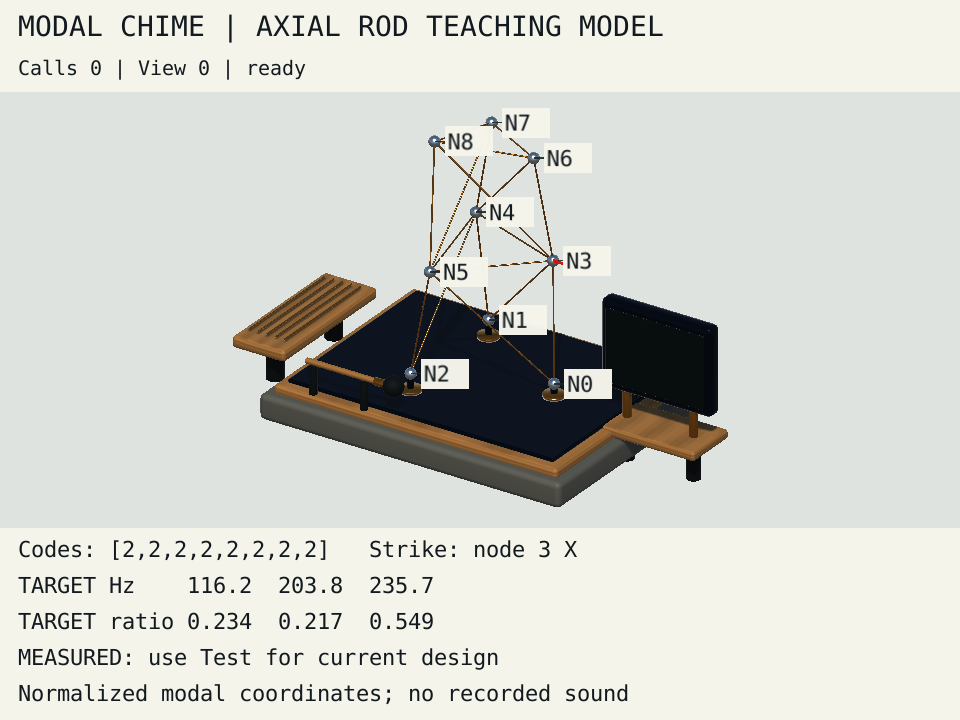 MODAL CHIME | AXIAL ROD TEACHING MODEL
Calls 0 | View 0 | ready
N7
N8
N6
N4
N3
N5
N1
N2
N0
Codes: [2,2,2,2,2,2,2,2]   Strike: node 3 X
TARGET Hz    116.2  203.8  235.7
TARGET ratio 0.234  0.217  0.549
MEASURED: use Test for current design
Normalized modal coordinates; no recorded sound